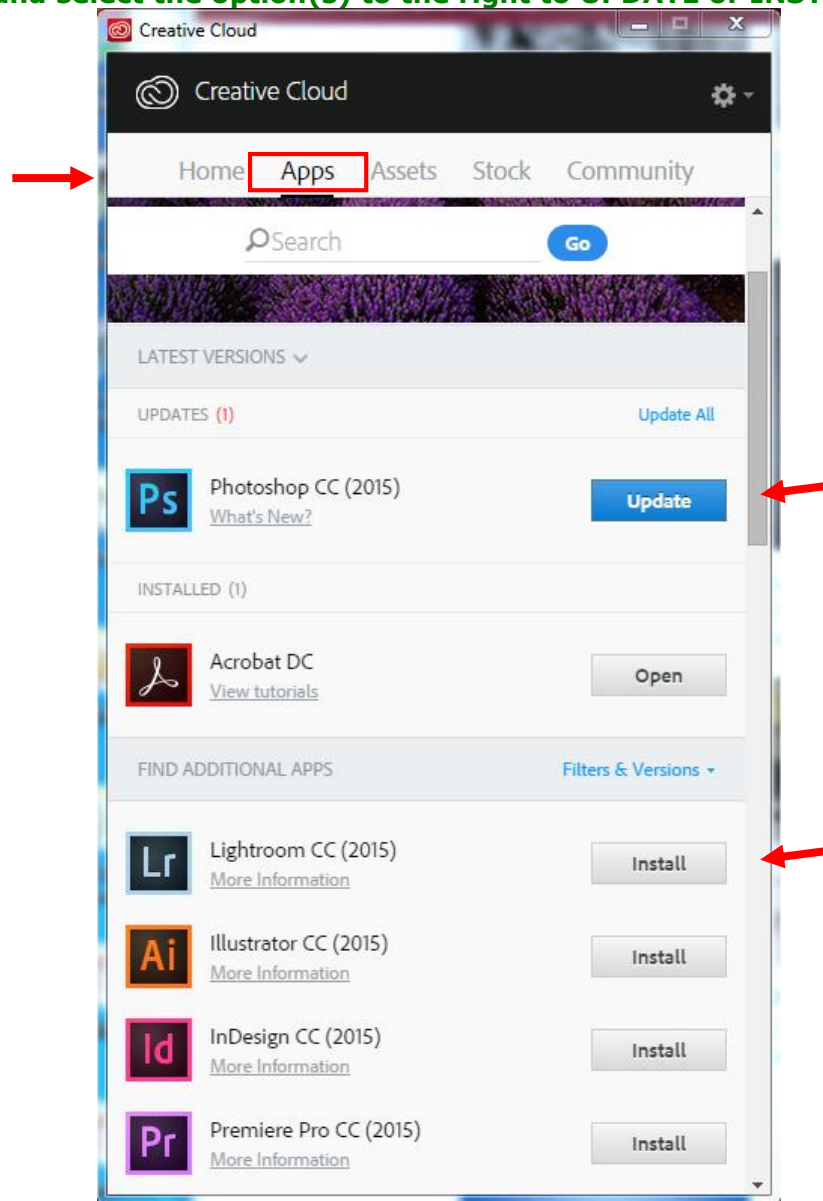 and select the option(s) to the right to UPDATE or INST
Creative Cloud
Creative Cloud
Home Apps Assets Stock Community
Search Go
LATEST VERSIONS
UPDATES (1) Update All
Ps Photoshop CC (2015) Update
What's New?
INSTALLED (1)
Acrobat DC Open
View tutorials
FIND ADDITIONAL APPS Filters & Versions
Lr Lightroom CC (2015) Install
More Information
Ai Illustrator CC (2015) Install
More Information
Id InDesign CC (2015) Install
More Information
Pr Premiere Pro CC (2015) Install
More Information